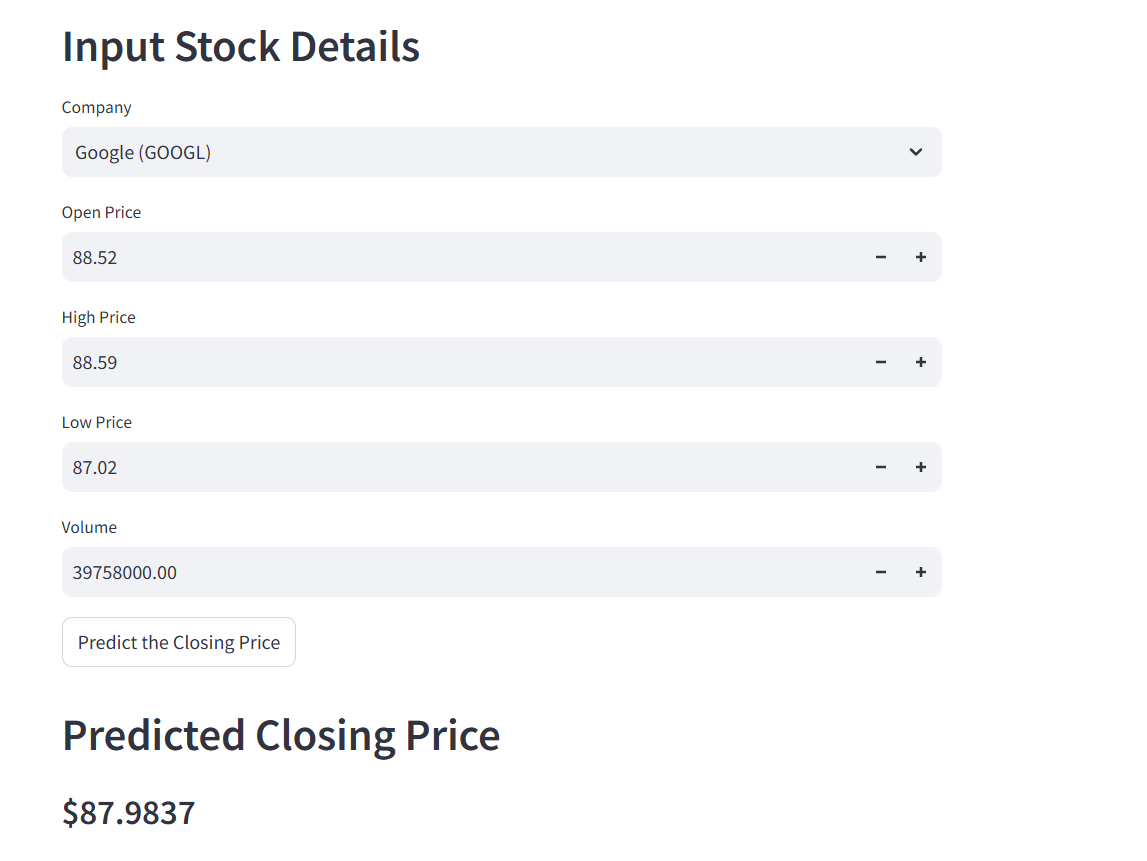 Input Stock Details
Company
Google (GOOGL)
Open Price
88.52
High Price
88.59
Low Price
87.02
Volume
39758000.00
Predict the Closing Price
Predicted Closing Price
$87.9837